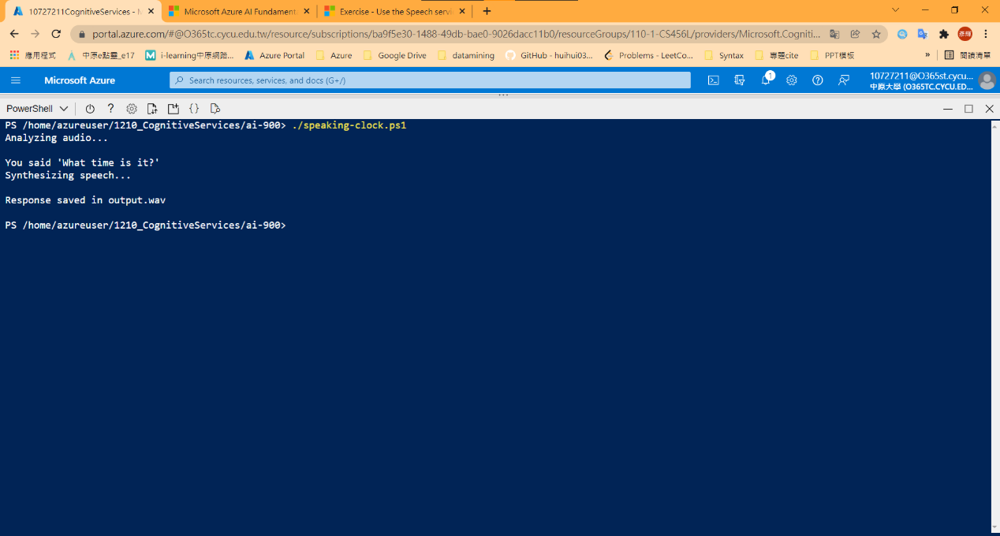 10727211CognitiveServices - M
Microsoft Azure AI Fundament
Exercise - Use the Speech servi
portal.azure.com/#@O365tc.cycu.edu.tw/resource/subscriptions/ba9f5e30-1488-49db-bae0-9026dacc11b0/resourceGroups/110-1-CS456L/providers/Microsoft.Cogniti...
彥輝
應用程式
中原e點靈_e17
i-learning中原網路...
Azure Portal
Azure
Google Drive
datamining
GitHub - huihui03...
Problems - LeetCo...
Syntax
專題cite
PPT模板
»
閱讀清單
Microsoft Azure
Search resources, services, and docs (G+/)
1
10727211@O365st.cycu...
中原大學 (O365TC.CYCU.ED...
PowerShell
PS /home/azureuser/1210_CognitiveServices/ai-900> ./speaking-clock.ps1
Analyzing audio...
You said 'What time is it?'
Synthesizing speech...
Response saved in output.wav
PS /home/azureuser/1210_CognitiveServices/ai-900>